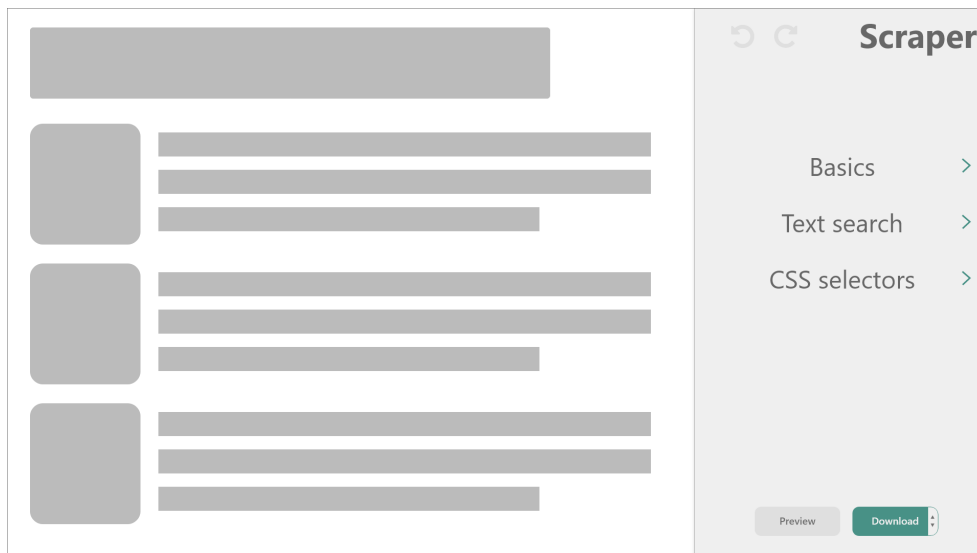 Scraper
Basics
Text search
CSS selectors
Preview
Download